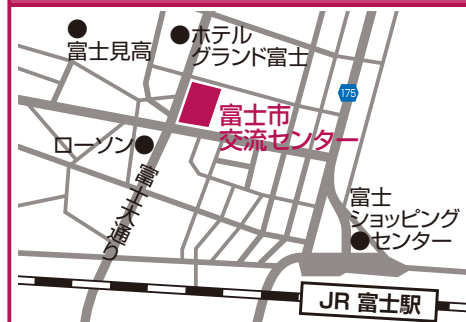 富士見高
ホテル
グランド富士
175
富士市
交流センター
ローソン
富士大通り
富士
ショッピング
センター
JR 富士駅